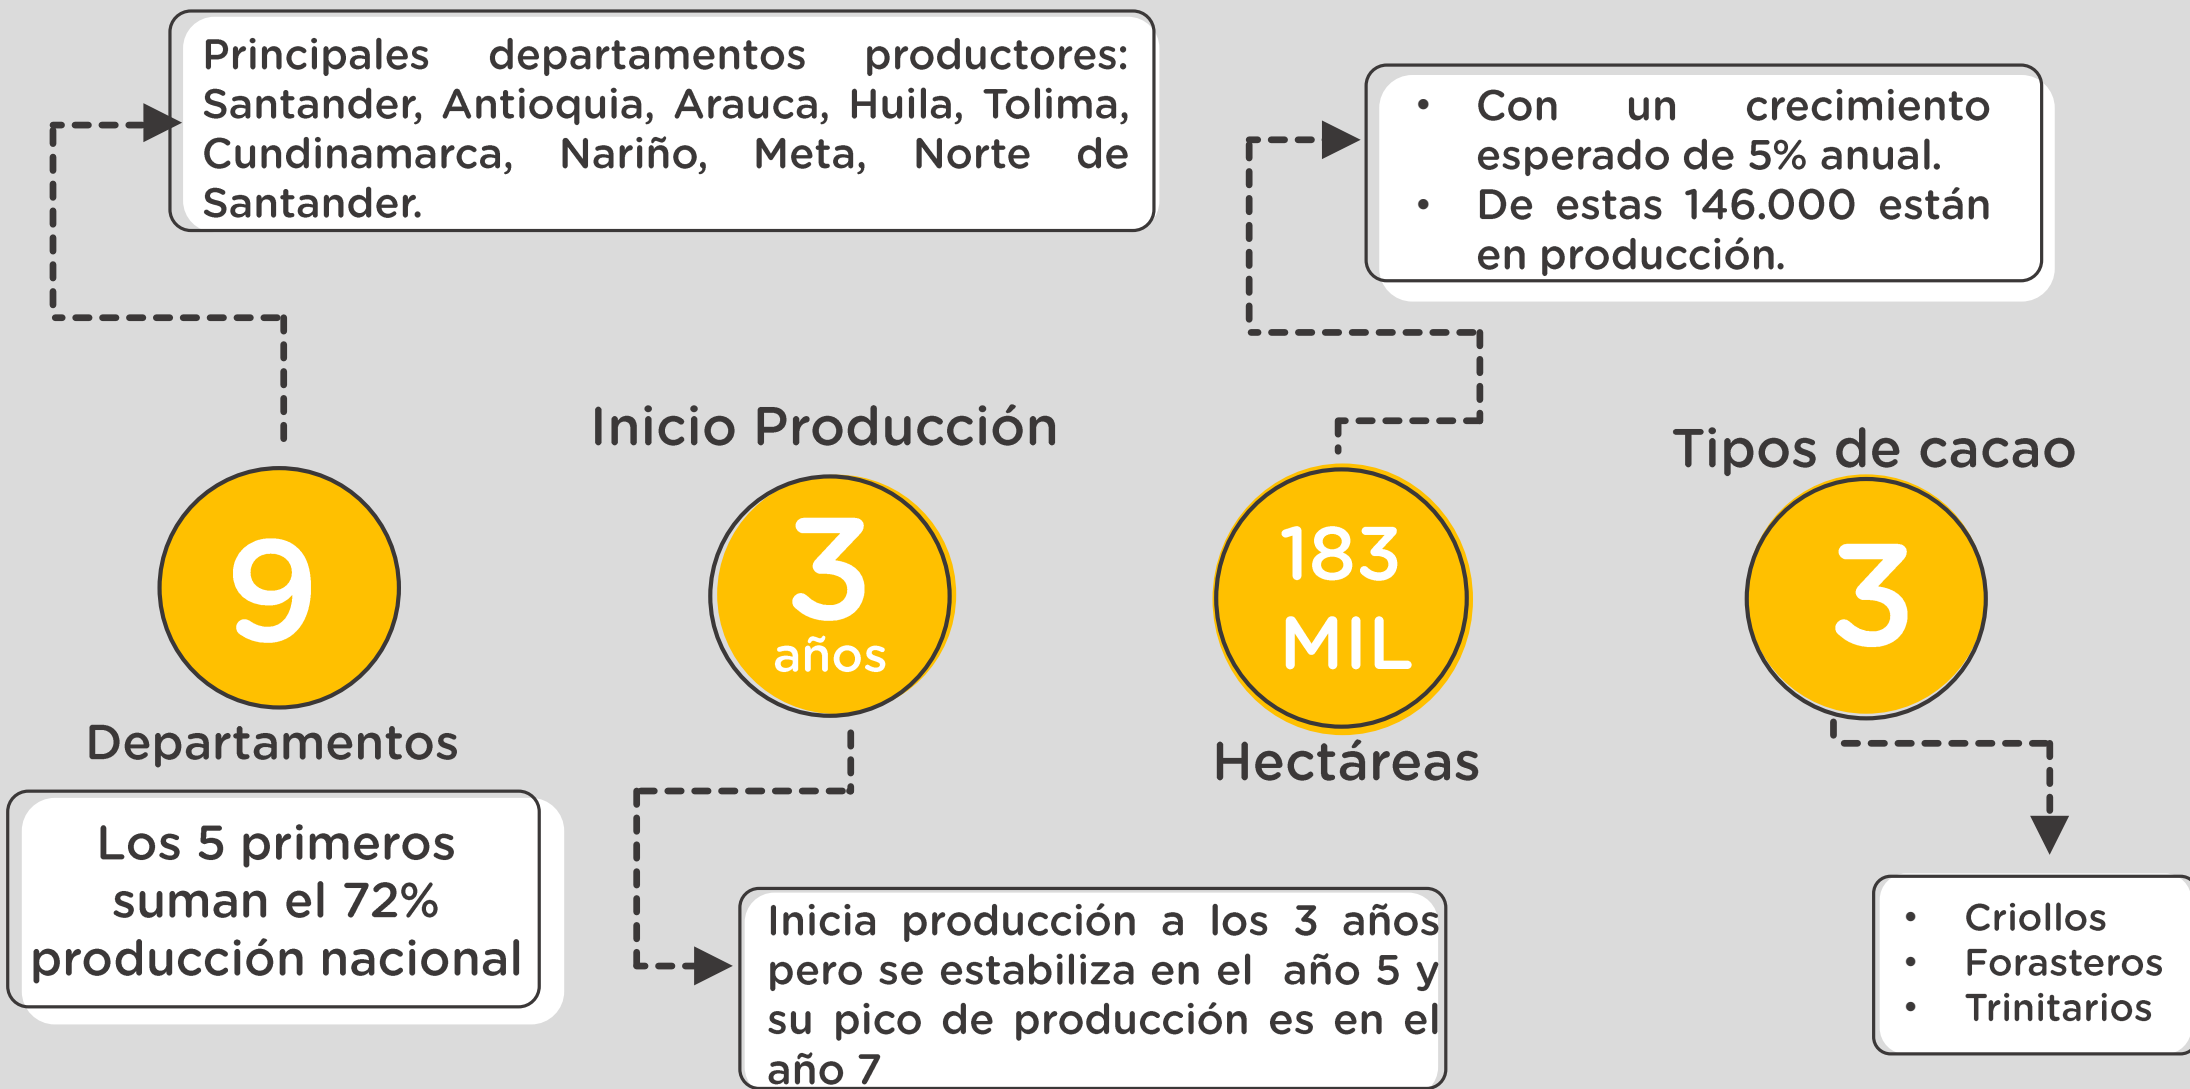 Principales departamentos productores:
Santander, Antioquia, Arauca, Huila, Tolima,
Cundinamarca, Nariño, Meta, Norte de
Santander.
• Con un crecimiento
esperado de 5% anual.
• De estas 146.000 están
en producción.
9
Departamentos
Los 5 primeros
suman el 72%
producción nacional
Inicio Producción
3
años
Inicia producción a los 3 años
pero se estabiliza en el año 5 y
su pico de producción es en el
año 7
183
MIL
Hectáreas
Tipos de cacao
3
• Criollos
• Forasteros
• Trinitarios